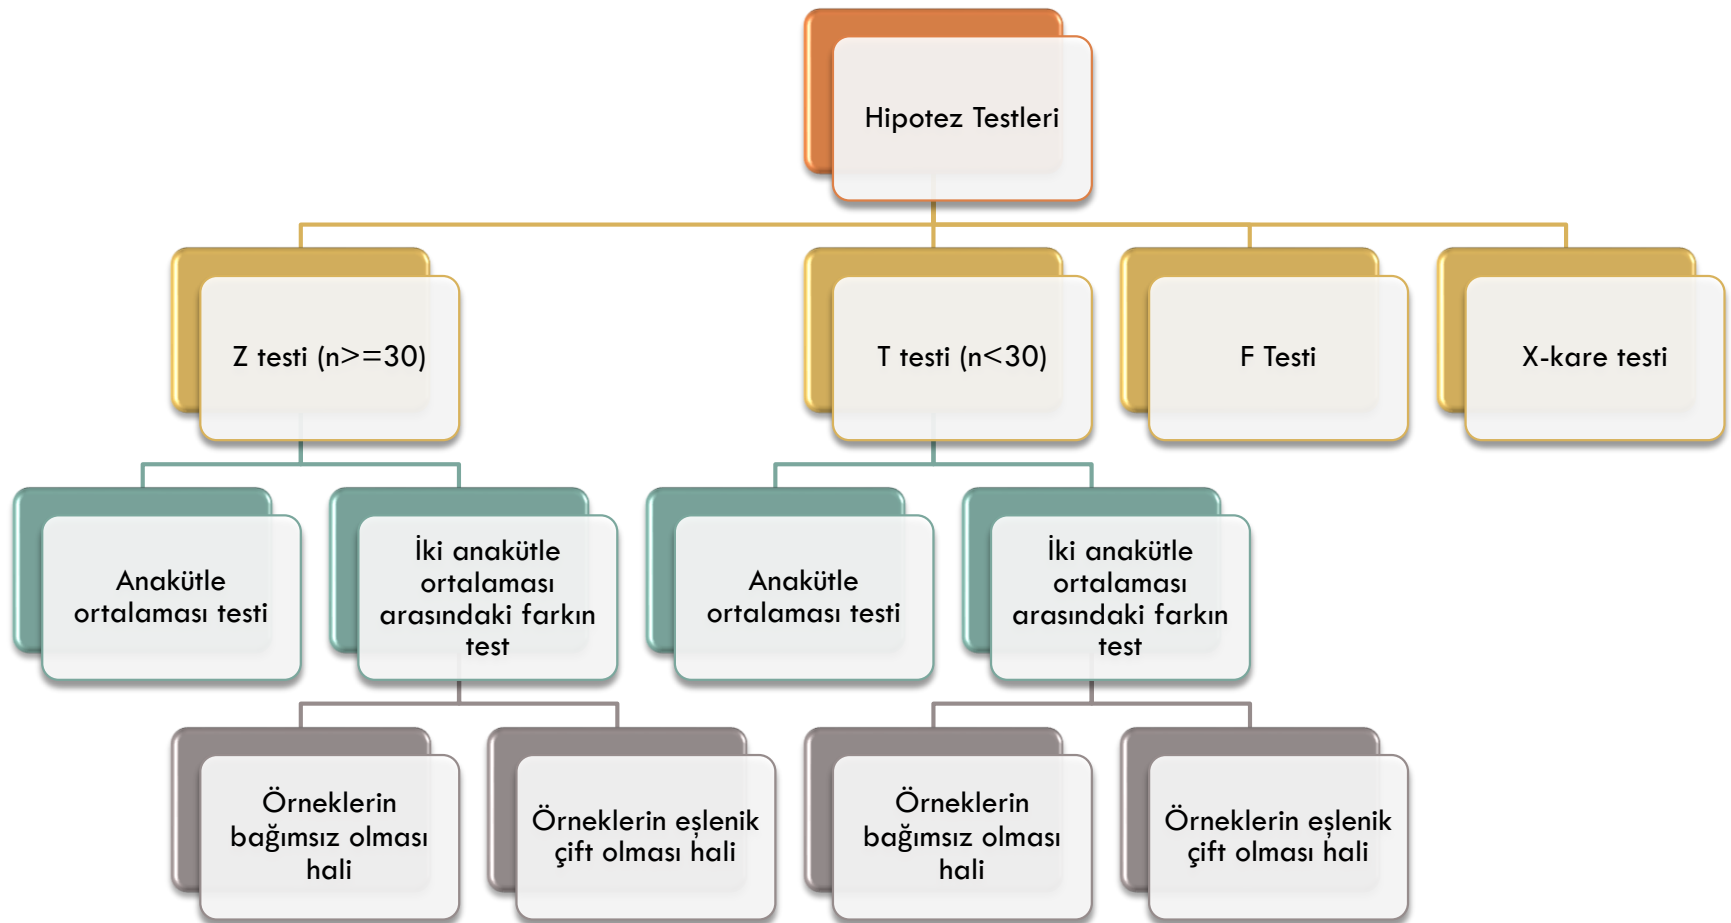 Hipotez Testleri
Z testi (n>=30)
T testi (n<30)
F Testi
X-kare testi
Anakütle
ortalaması testi
İki anakütle
ortalaması
arasındaki farkın
test
Anakütle
ortalaması testi
İki anakütle
ortalaması
arasındaki farkın
test
Örneklerin
bağımsız olması
hali
Örneklerin eşlenik
çift olması hali
Örneklerin
bağımsız olması
hali
Örneklerin eşlenik
çift olması hali